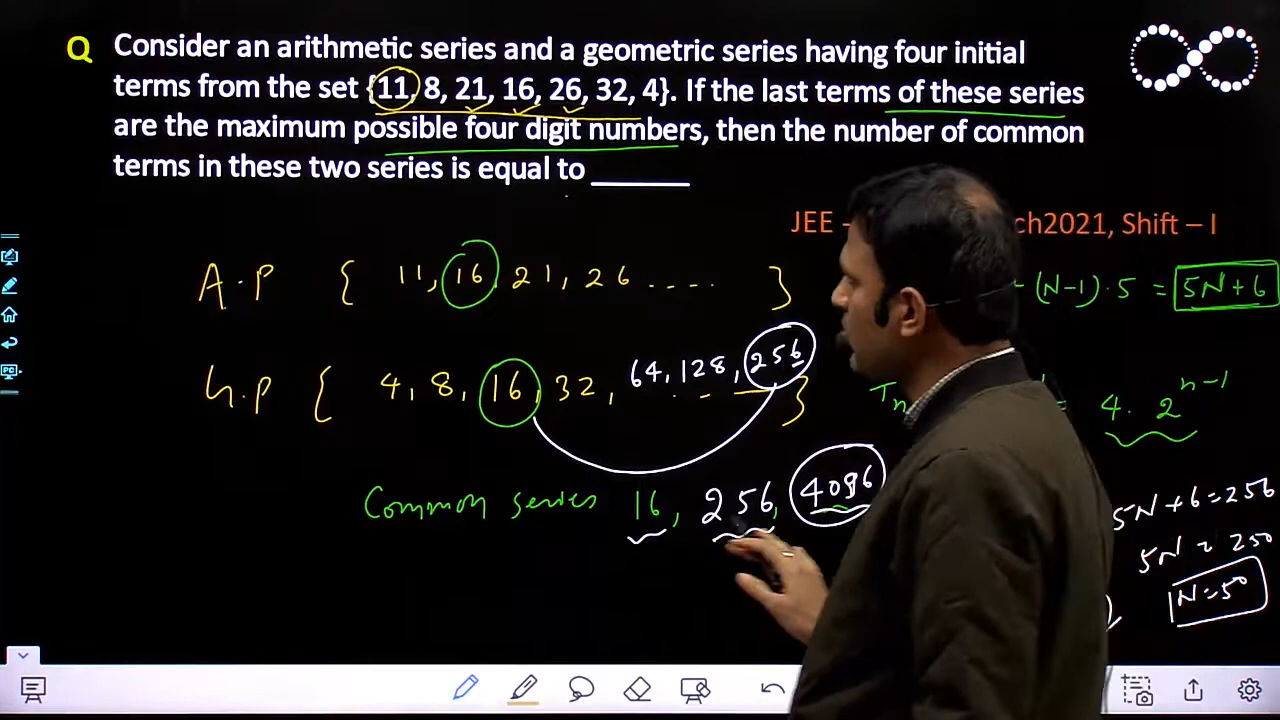 Q Consider an arithmetic series and a geometric series having four initial
terms from the set {11, 8, 21, 16, 26, 32, 4}. If the last terms of these series
are the maximum possible four digit numbers, then the number of common
terms in these two series is equal to ________
JEE - ch2021, Shift – I
A.P { 11, 16, 21, 26 .... }
(N-1)·5 = 5N+6
G.P { 4, 8, 16, 32, 64, 128, 256 }
Tn = 4. 2^{n-1}
Common series 16, 256, 4096
5N+6=256
5N = 250
N=50